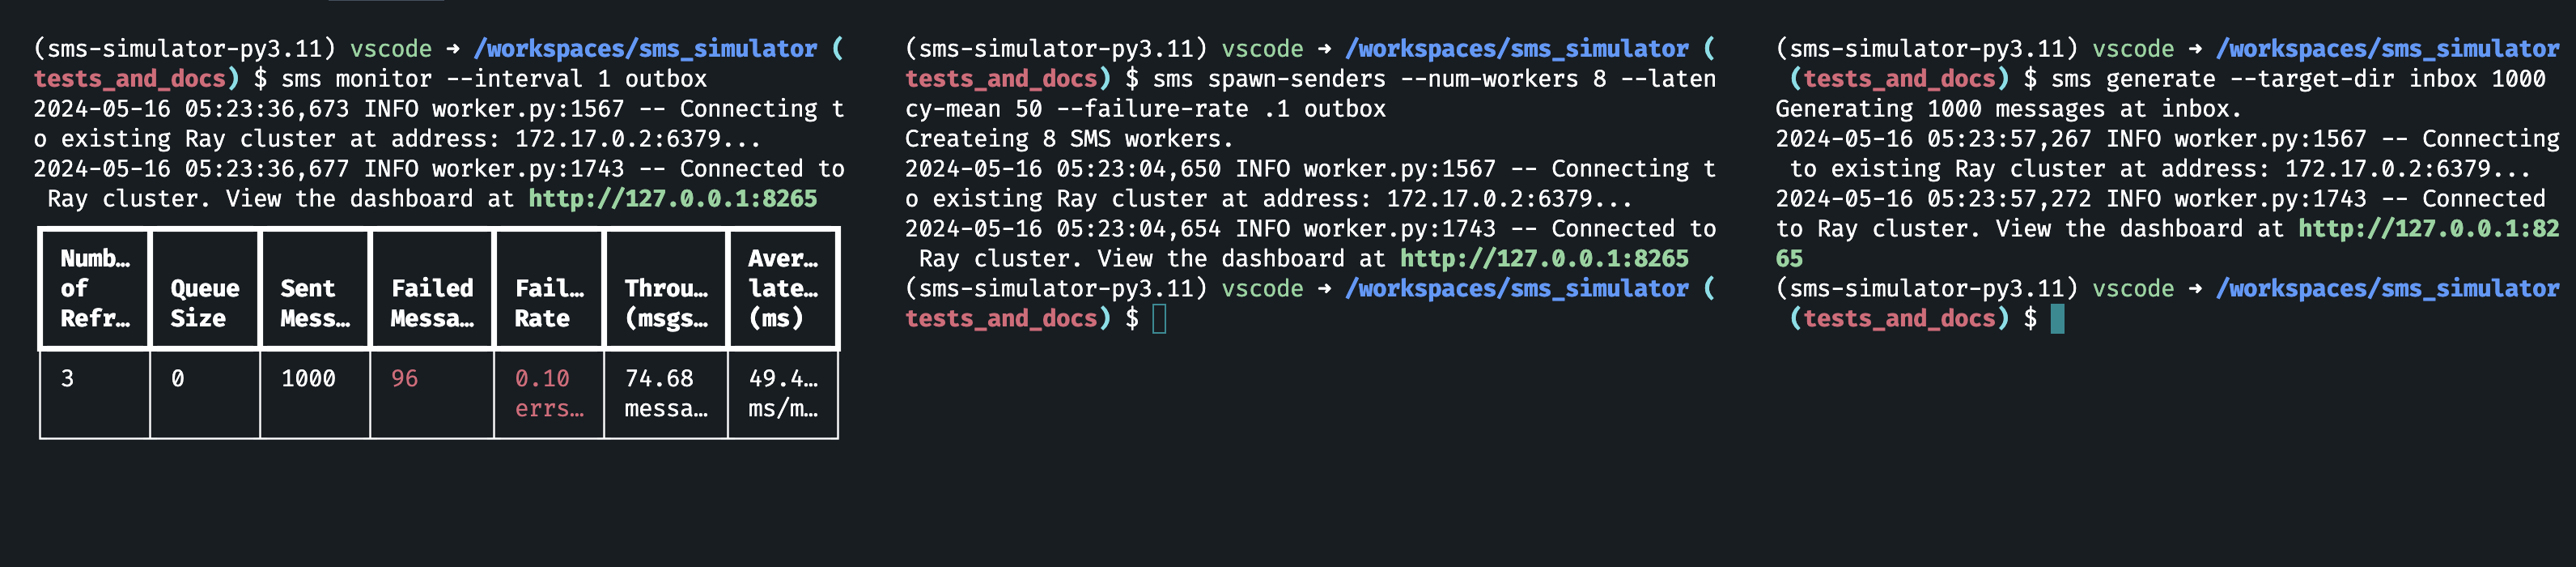 (sms-simulator-py3.11) vscode ➜ /workspaces/sms_simulator (
tests_and_docs) $ sms monitor --interval 1 outbox
2024-05-16 05:23:36,673 INFO worker.py:1567 -- Connecting t
o existing Ray cluster at address: 172.17.0.2:6379...
2024-05-16 05:23:36,677 INFO worker.py:1743 -- Connected to
 Ray cluster. View the dashboard at http://127.0.0.1:8265
Numb… Aver…
of Queue Sent Failed Fail… Throu… late…
Refr… Size Mess… Messa… Rate (msgs… (ms)
3 0 1000 96 0.10 74.68 49.4…
errs… messa… ms/m…
(sms-simulator-py3.11) vscode ➜ /workspaces/sms_simulator (
tests_and_docs) $ sms spawn-senders --num-workers 8 --laten
cy-mean 50 --failure-rate .1 outbox
Createing 8 SMS workers.
2024-05-16 05:23:04,650 INFO worker.py:1567 -- Connecting t
o existing Ray cluster at address: 172.17.0.2:6379...
2024-05-16 05:23:04,654 INFO worker.py:1743 -- Connected to
 Ray cluster. View the dashboard at http://127.0.0.1:8265
(sms-simulator-py3.11) vscode ➜ /workspaces/sms_simulator (
tests_and_docs) $
(sms-simulator-py3.11) vscode ➜ /workspaces/sms_simulator
 (tests_and_docs) $ sms generate --target-dir inbox 1000
Generating 1000 messages at inbox.
2024-05-16 05:23:57,267 INFO worker.py:1567 -- Connecting
 to existing Ray cluster at address: 172.17.0.2:6379...
2024-05-16 05:23:57,272 INFO worker.py:1743 -- Connected
to Ray cluster. View the dashboard at http://127.0.0.1:82
65
(sms-simulator-py3.11) vscode ➜ /workspaces/sms_simulator
 (tests_and_docs) $